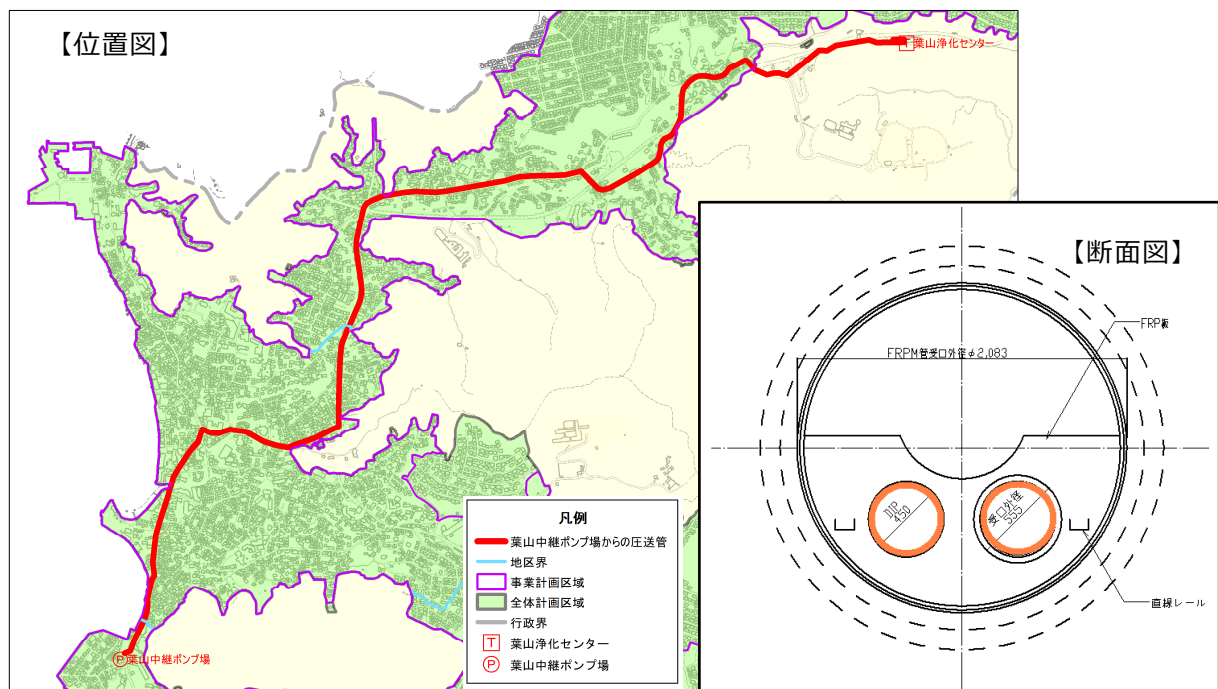 【位置図】
葉山浄化センター
T
【断面図】
FRP板
FRPM管受口外径φ2,083
DIP
450
受口外径
555
直線レール
凡例
葉山中継ポンプ場からの圧送管
地区界
事業計画区域
全体計画区域
行政界
T 葉山浄化センター
P 葉山中継ポンプ場
P 葉山中継ポンプ場